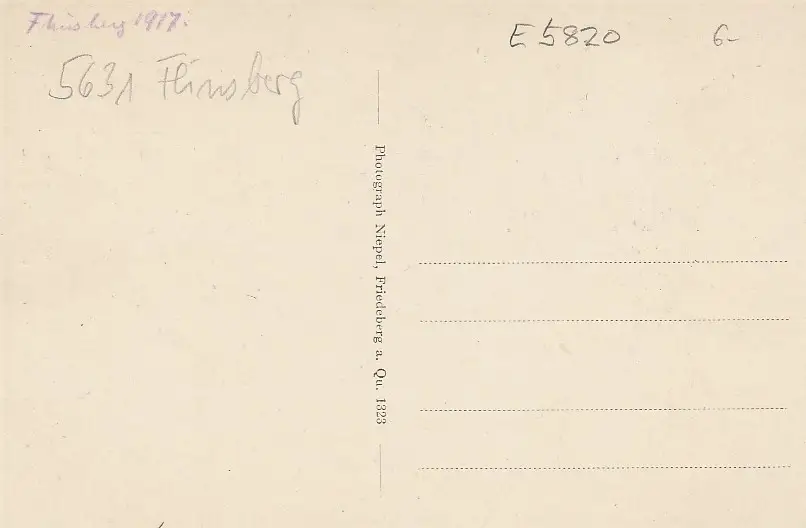 Flinsberg 1917.
E 5820 6-
5631 Flinsberg
Photograph Niepel, Friedeberg a. Qu. 1323